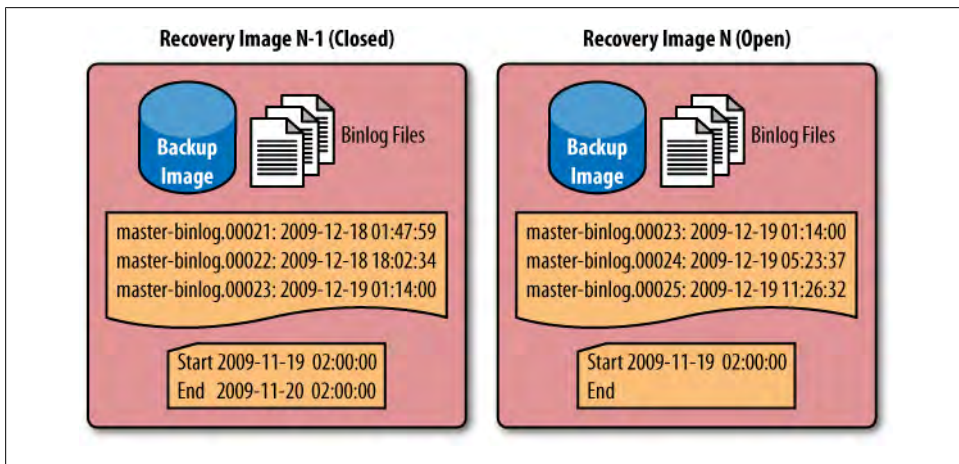 Recovery Image N-1 (Closed)
Backup
Image
Binlog Files
master-binlog.00021: 2009-12-18 01:47:59
master-binlog.00022: 2009-12-18 18:02:34
master-binlog.00023: 2009-12-19 01:14:00
Start 2009-11-19 02:00:00
End 2009-11-20 02:00:00
Recovery Image N (Open)
Backup
Image
Binlog Files
master-binlog.00023: 2009-12-19 01:14:00
master-binlog.00024: 2009-12-19 05:23:37
master-binlog.00025: 2009-12-19 11:26:32
Start 2009-11-19 02:00:00
End